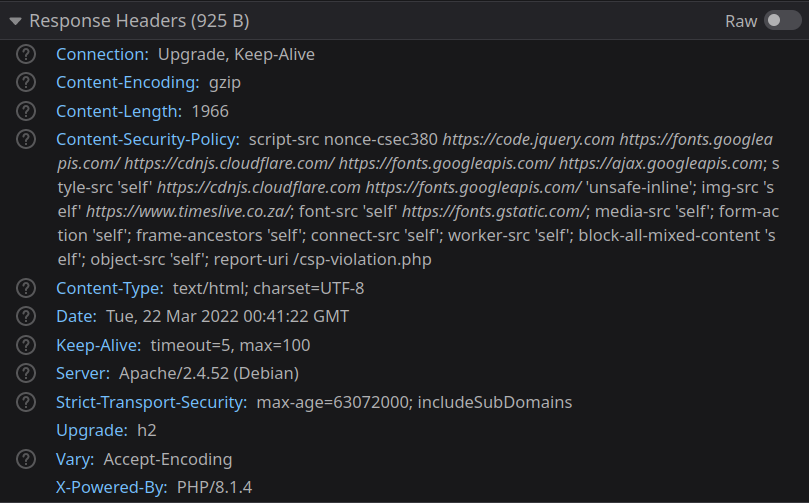 Response Headers (925 B) Raw
Connection: Upgrade, Keep-Alive
Content-Encoding: gzip
Content-Length: 1966
Content-Security-Policy: script-src nonce-csec380 https://code.jquery.com https://fonts.googlea
pis.com/ https://cdnjs.cloudflare.com/ https://fonts.googleapis.com/ https://ajax.googleapis.com; s
tyle-src 'self' https://cdnjs.cloudflare.com https://fonts.googleapis.com/ 'unsafe-inline'; img-src 's
elf' https://www.timeslive.co.za/; font-src 'self' https://fonts.gstatic.com/; media-src 'self'; form-ac
tion 'self'; frame-ancestors 'self'; connect-src 'self'; worker-src 'self'; block-all-mixed-content 's
elf'; object-src 'self'; report-uri /csp-violation.php
Content-Type: text/html; charset=UTF-8
Date: Tue, 22 Mar 2022 00:41:22 GMT
Keep-Alive: timeout=5, max=100
Server: Apache/2.4.52 (Debian)
Strict-Transport-Security: max-age=63072000; includeSubDomains
Upgrade: h2
Vary: Accept-Encoding
X-Powered-By: PHP/8.1.4